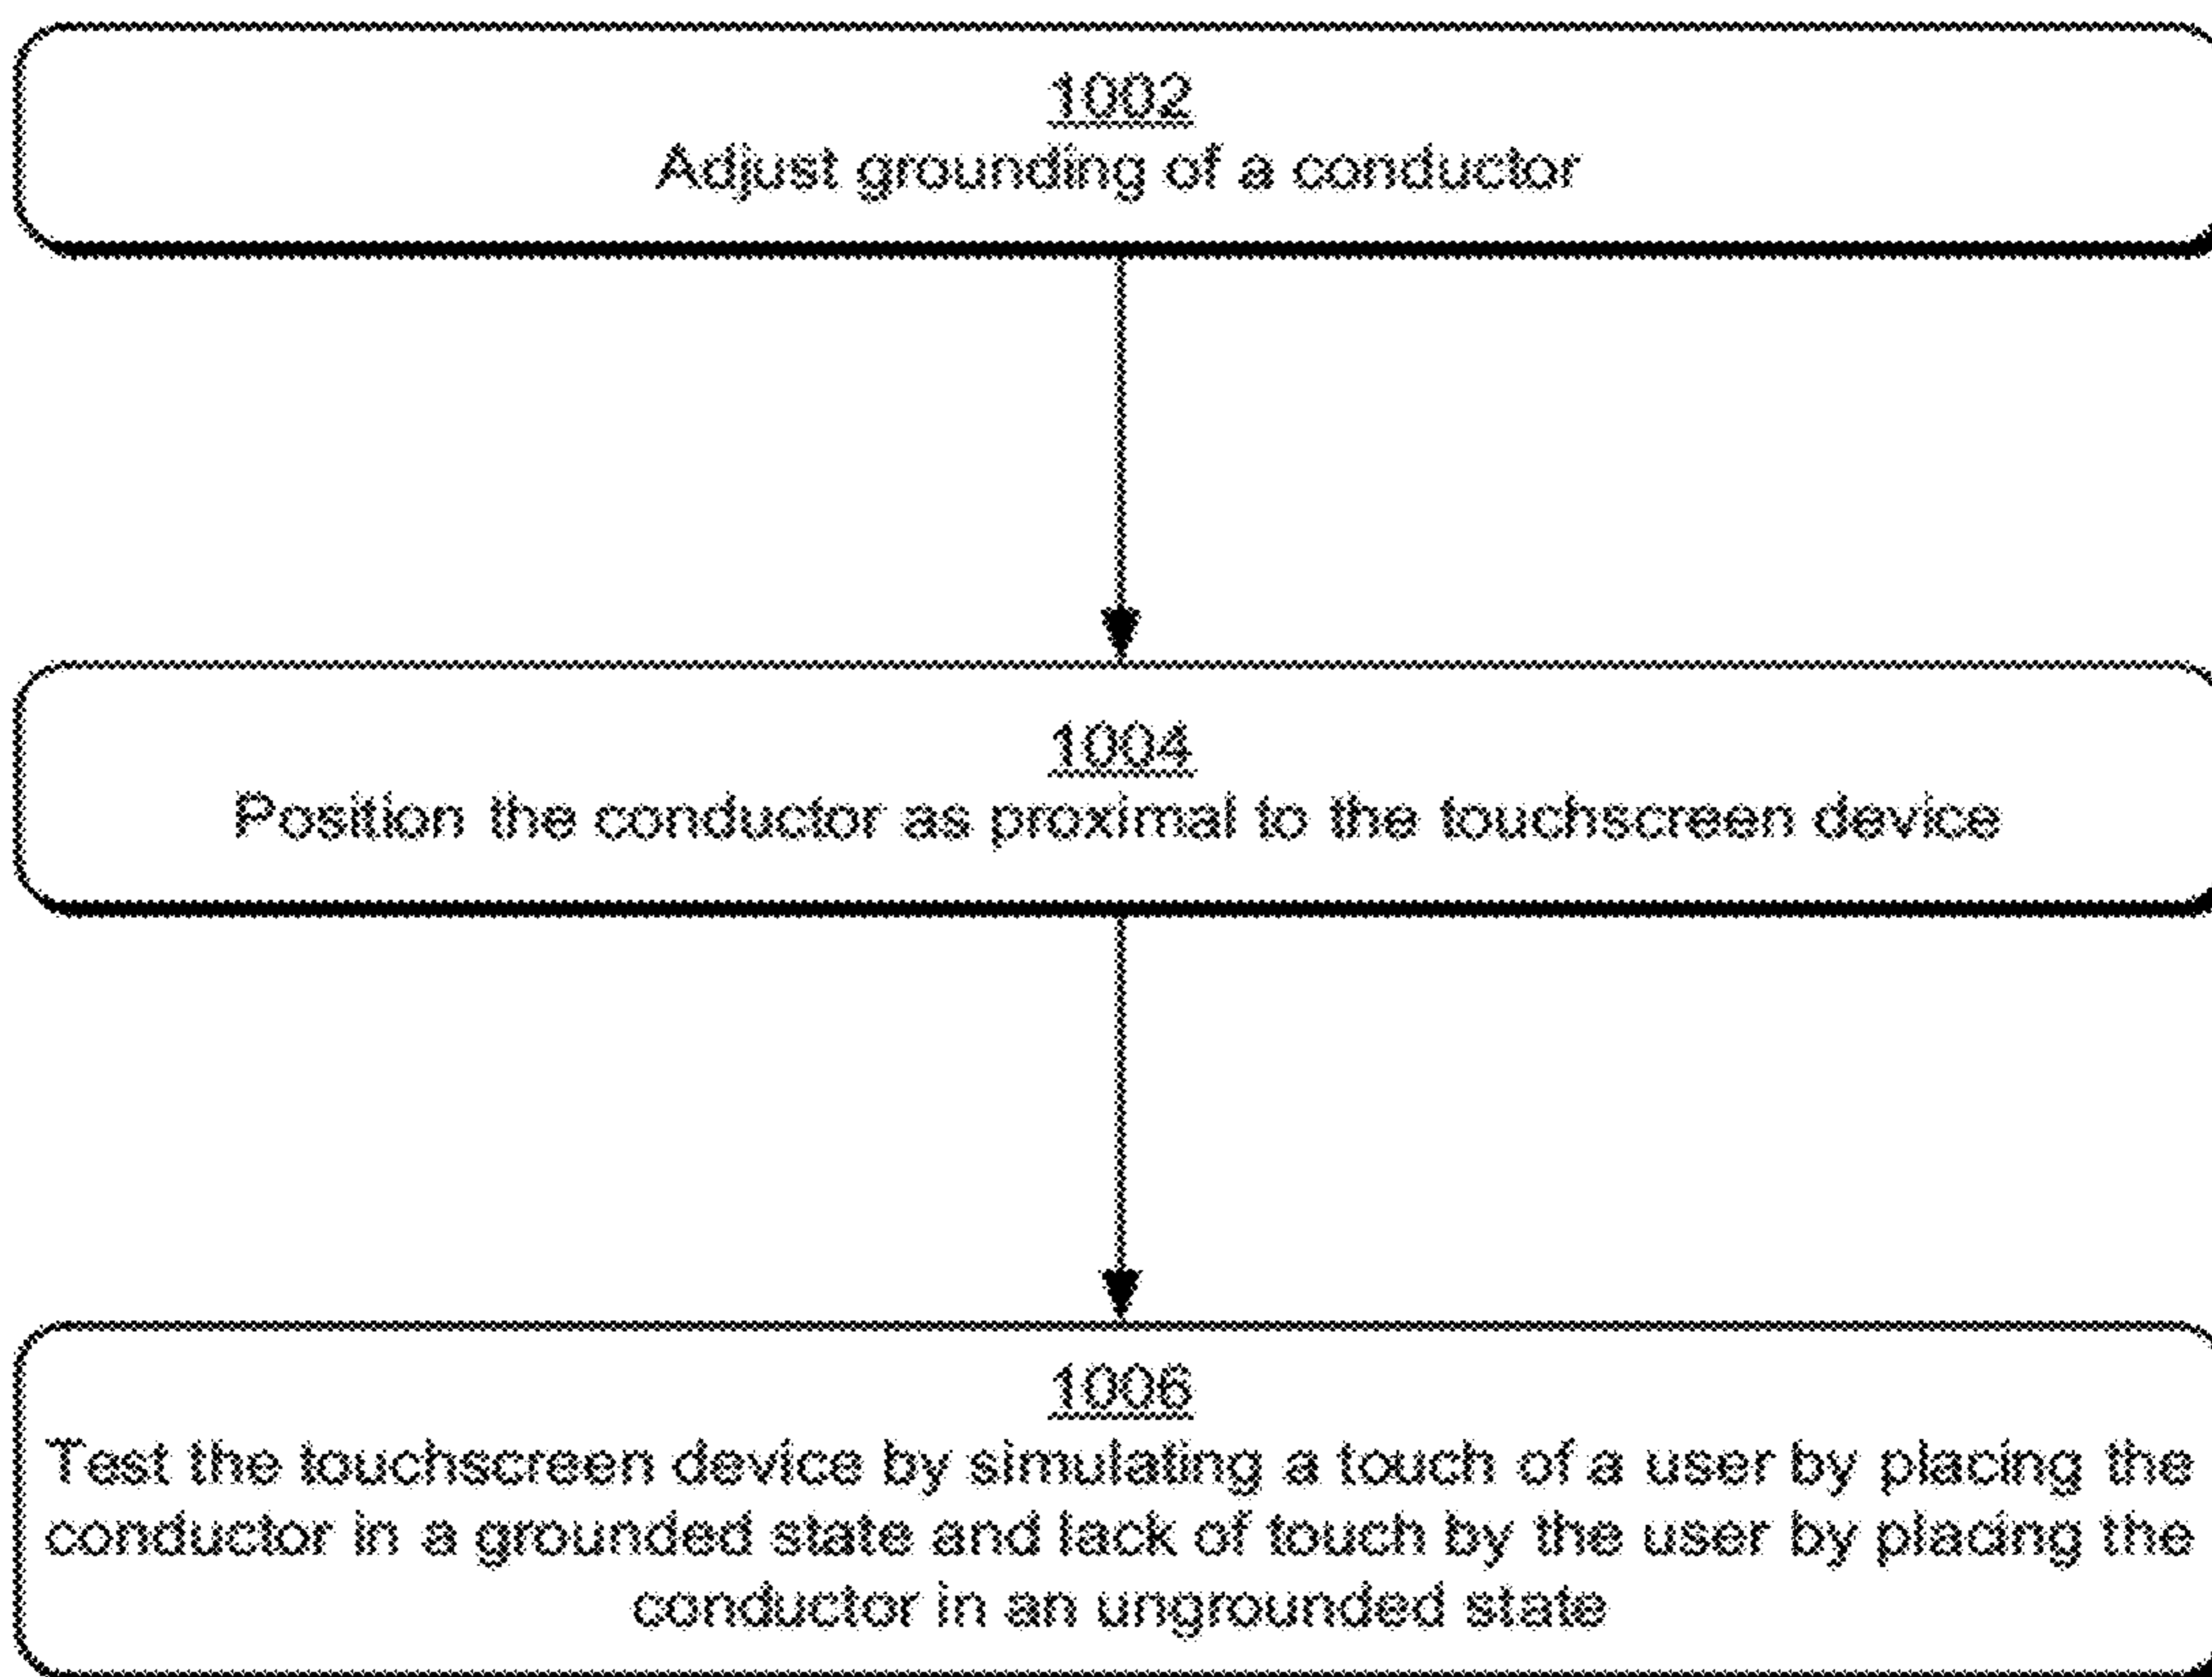 1002
Adjust grounding of a conductor
1004
Position the conductor as proximal to the touchscreen device
1006
Test the touchscreen device by simulating a touch of a user by placing the
conductor in a grounded state and lack of touch by the user by placing the
conductor in an ungrounded state